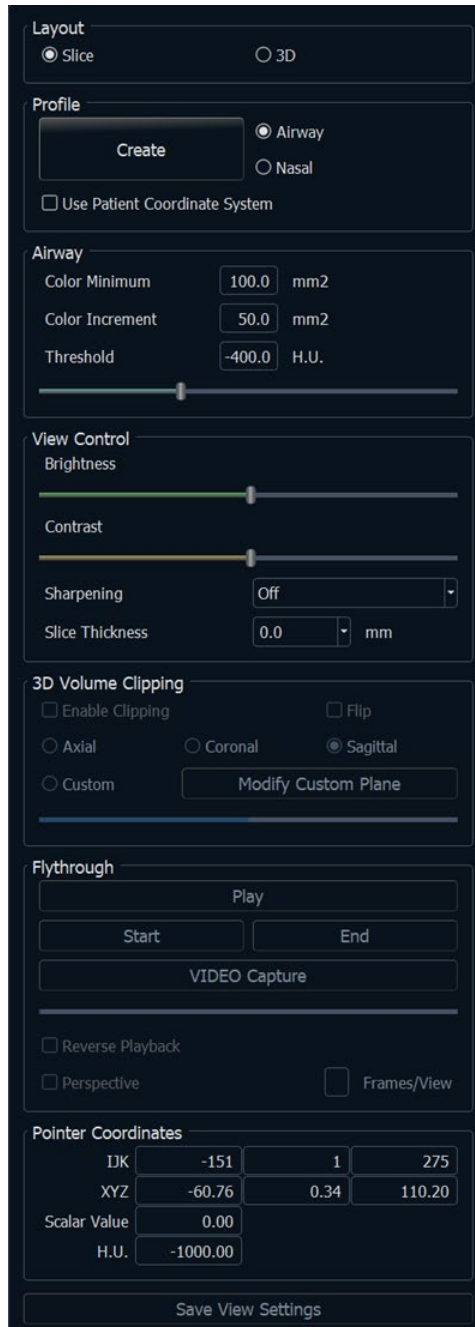 Layout
Slice 3D
Profile
Create
Airway
Nasal
Use Patient Coordinate System
Airway
Color Minimum 100.0 mm2
Color Increment 50.0 mm2
Threshold -400.0 H.U.
View Control
Brightness
Contrast
Sharpening Off
Slice Thickness 0.0 mm
3D Volume Clipping
Enable Clipping Flip
Axial Coronal Sagittal
Custom Modify Custom Plane
Flythrough
Play
Start End
VIDEO Capture
Reverse Playback
Perspective Frames/View
Pointer Coordinates
IJK -151 1 275
XYZ -60.76 0.34 110.20
Scalar Value 0.00
H.U. -1000.00
Save View Settings